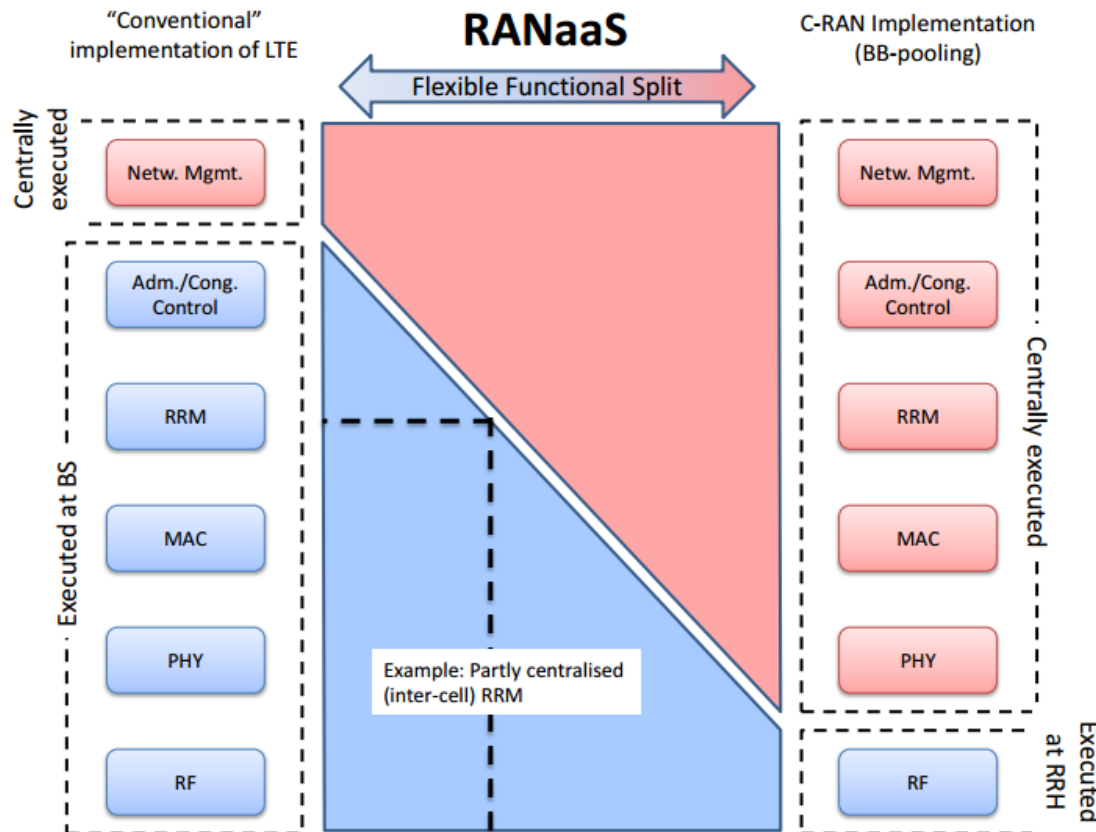 “Conventional”
implementation of LTE
RANaaS
C-RAN Implementation
(BB-pooling)
Flexible Functional Split
Centrally
executed
Netw. Mgmt.
Netw. Mgmt.
Executed at BS
Adm./Cong.
Control
Adm./Cong.
Control
Centrally executed
RRM
RRM
MAC
MAC
PHY
Example: Partly centralised
(inter-cell) RRM
PHY
RF
RF
Executed
at RRH